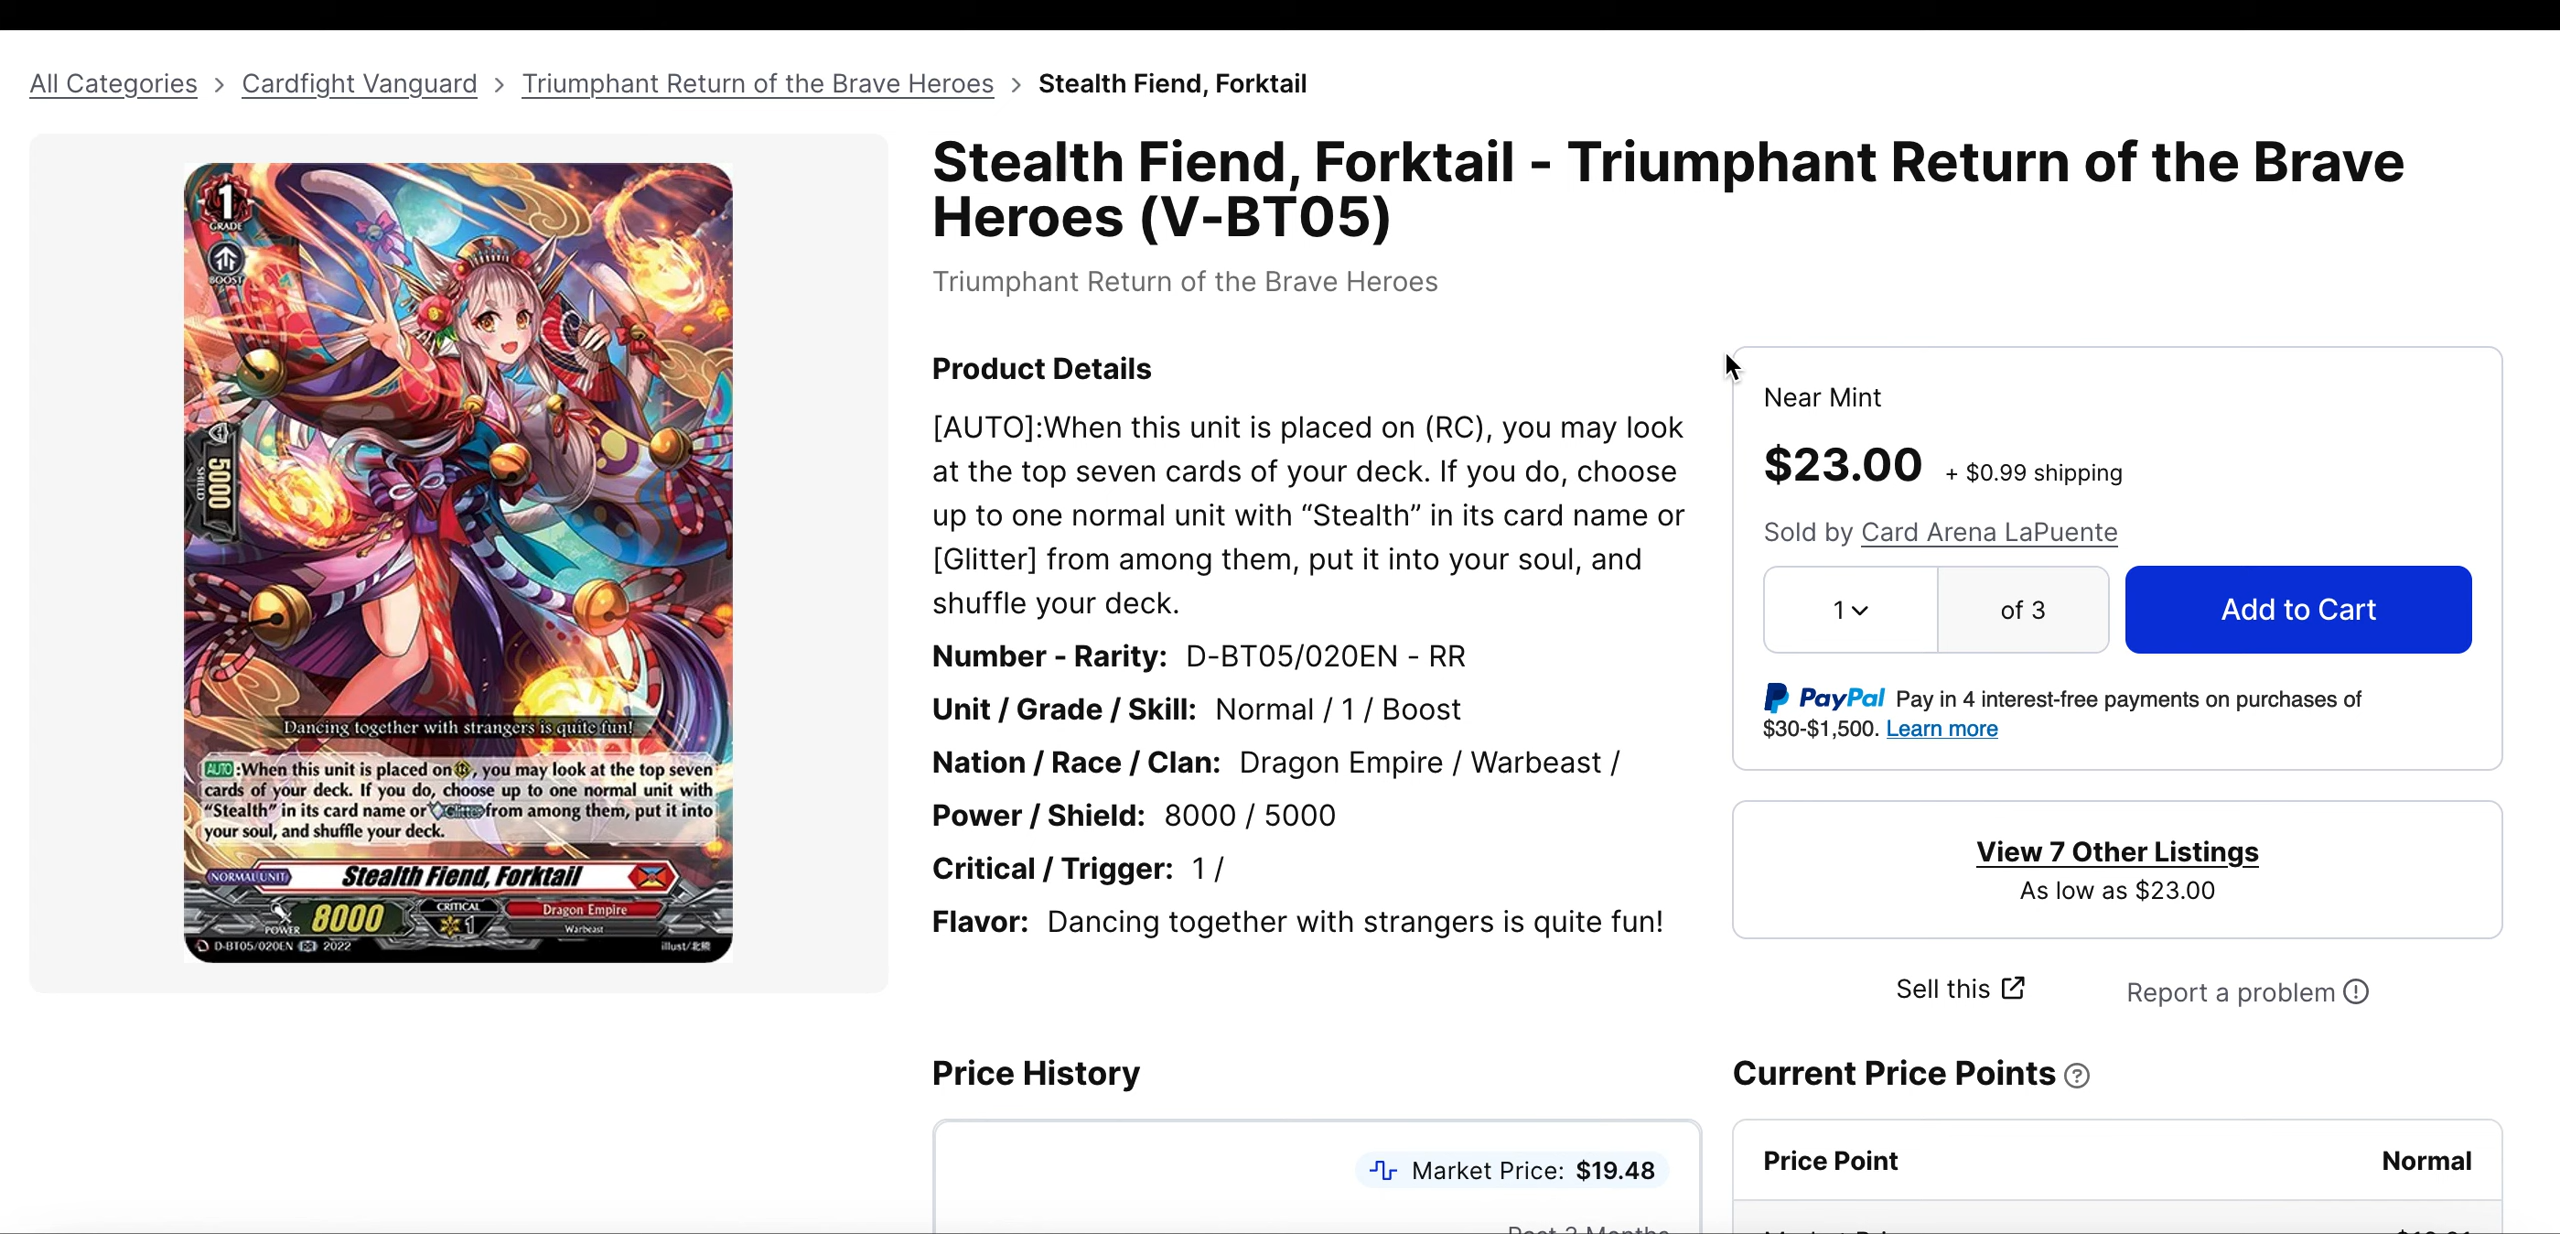 All Categories > Cardfight Vanguard > Triumphant Return of the Brave Heroes > Stealth Fiend, Forktail
1
GRADE
BOOST
5000
SHIELD
Dancing together with strangers is quite fun!
AUTO:When this unit is placed on, you may look at the top seven
cards of your deck. If you do, choose up to one normal unit with
"Stealth" in its card name or Glitter from among them, put it into
your soul, and shuffle your deck.
NORMAL UNIT
Stealth Fiend, Forktail
POWER 8000
CRITICAL
1
Dragon Empire
Warbeast
D-BT05/020EN RR 2022
illust/北熊
Stealth Fiend, Forktail - Triumphant Return of the Brave
Heroes (V-BT05)
Triumphant Return of the Brave Heroes
Product Details
[AUTO]:When this unit is placed on (RC), you may look
at the top seven cards of your deck. If you do, choose
up to one normal unit with “Stealth” in its card name or
[Glitter] from among them, put it into your soul, and
shuffle your deck.
Number - Rarity: D-BT05/020EN - RR
Unit / Grade / Skill: Normal / 1 / Boost
Nation / Race / Clan: Dragon Empire / Warbeast /
Power / Shield: 8000 / 5000
Critical / Trigger: 1 /
Flavor: Dancing together with strangers is quite fun!
Near Mint
$23.00 + $0.99 shipping
Sold by Card Arena LaPuente
1 of 3
Add to Cart
PayPal Pay in 4 interest-free payments on purchases of
$30-$1,500. Learn more
View 7 Other Listings
As low as $23.00
Sell this
Report a problem
Price History
Market Price: $19.48
Current Price Points
Price Point Normal